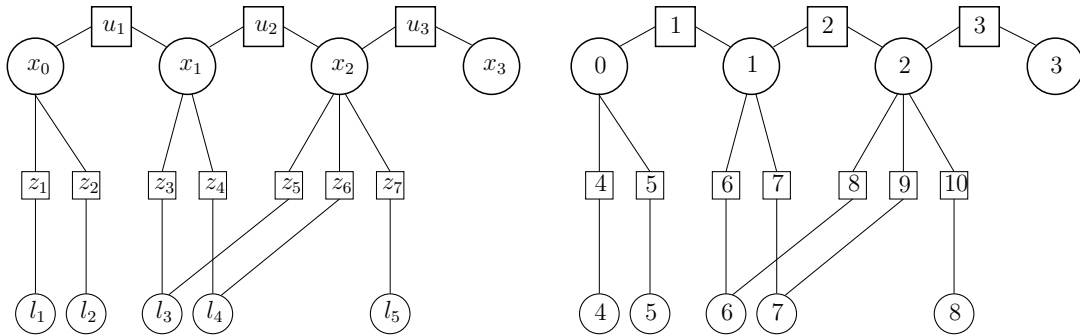 u₁ u₂ u₃ 1 2 3
x₀ x₁ x₂ x₃ 0 1 2 3
z₁ z₂ z₃ z₄ z₅ z₆ z₇ 4 5 6 7 8 9 10
l₁ l₂ l₃ l₄ l₅ 4 5 6 7 8